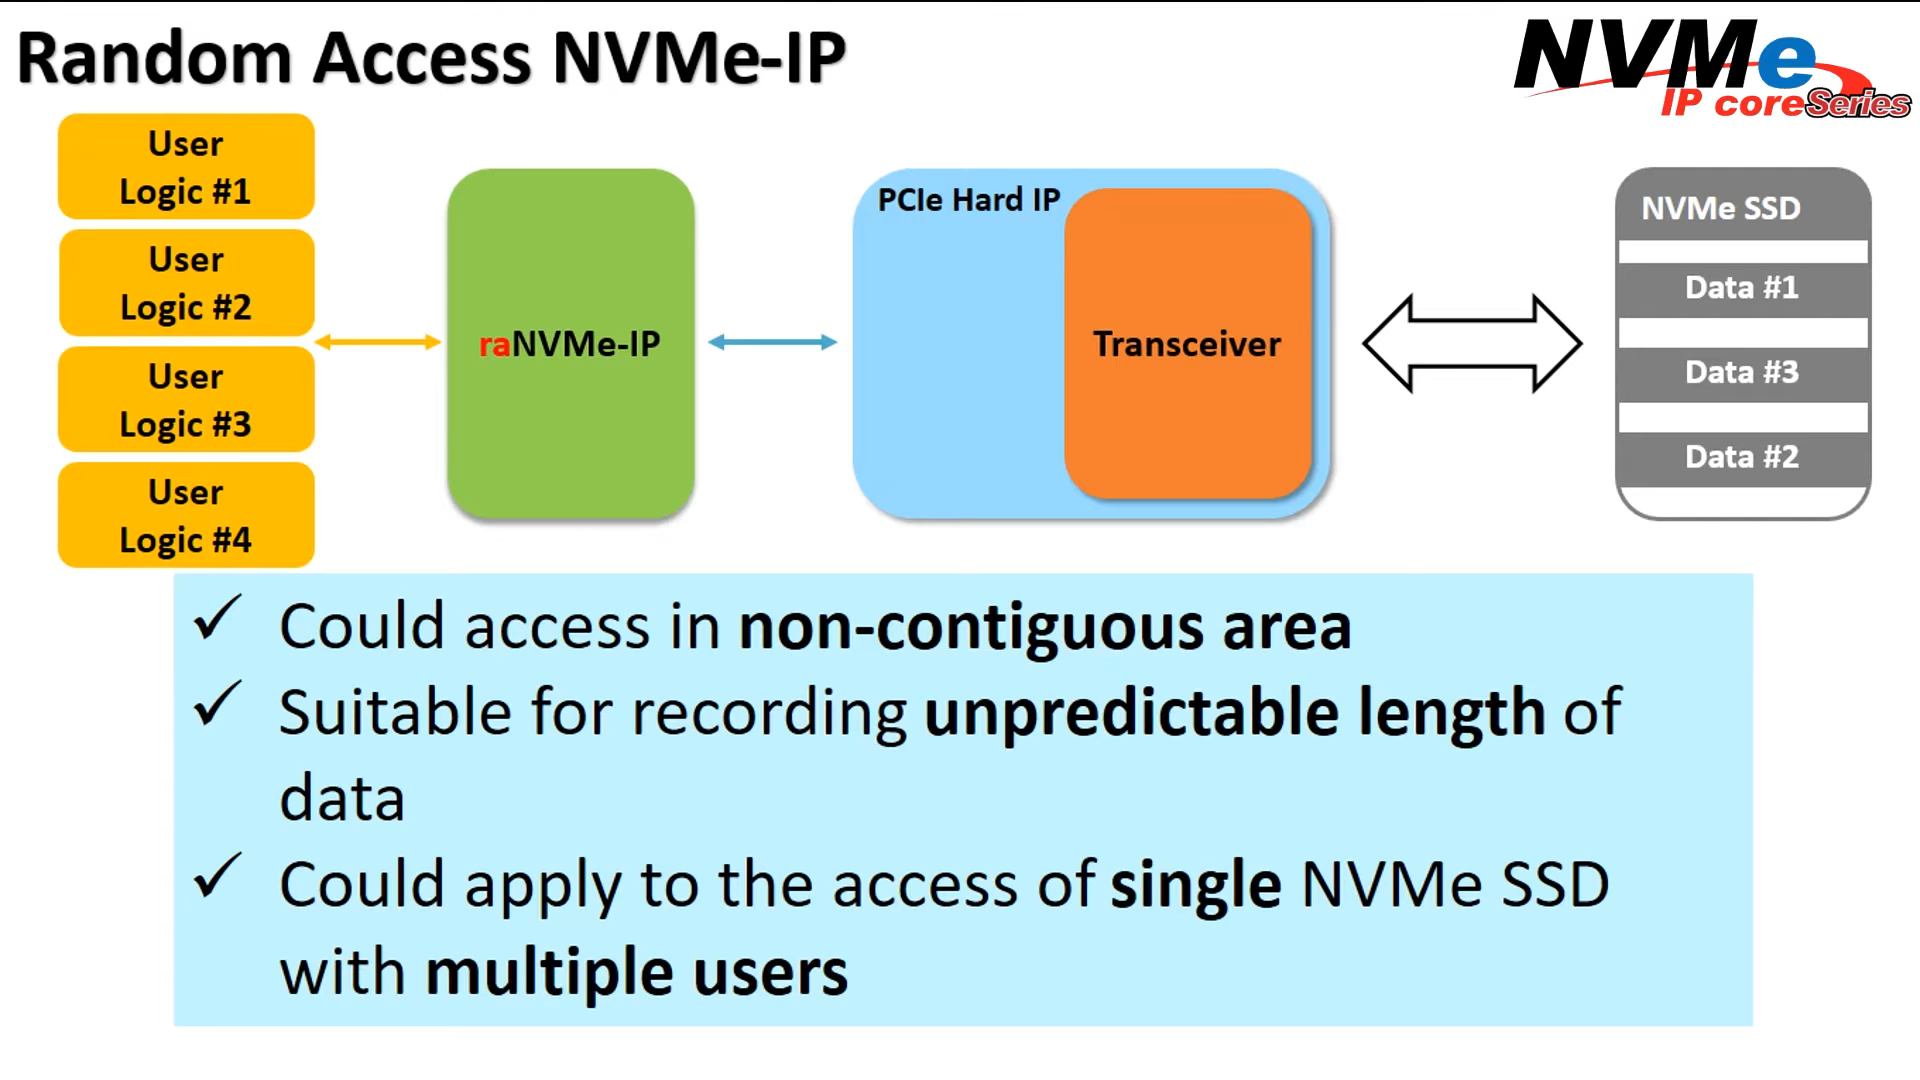 Random Access NVMe-IP
NVMe
IP core Series
User
Logic #1
User
Logic #2
User
Logic #3
User
Logic #4
raNVMe-IP
PCIe Hard IP
Transceiver
NVMe SSD
Data #1
Data #3
Data #2
✓ Could access in non-contiguous area
✓ Suitable for recording unpredictable length of
data
✓ Could apply to the access of single NVMe SSD
with multiple users